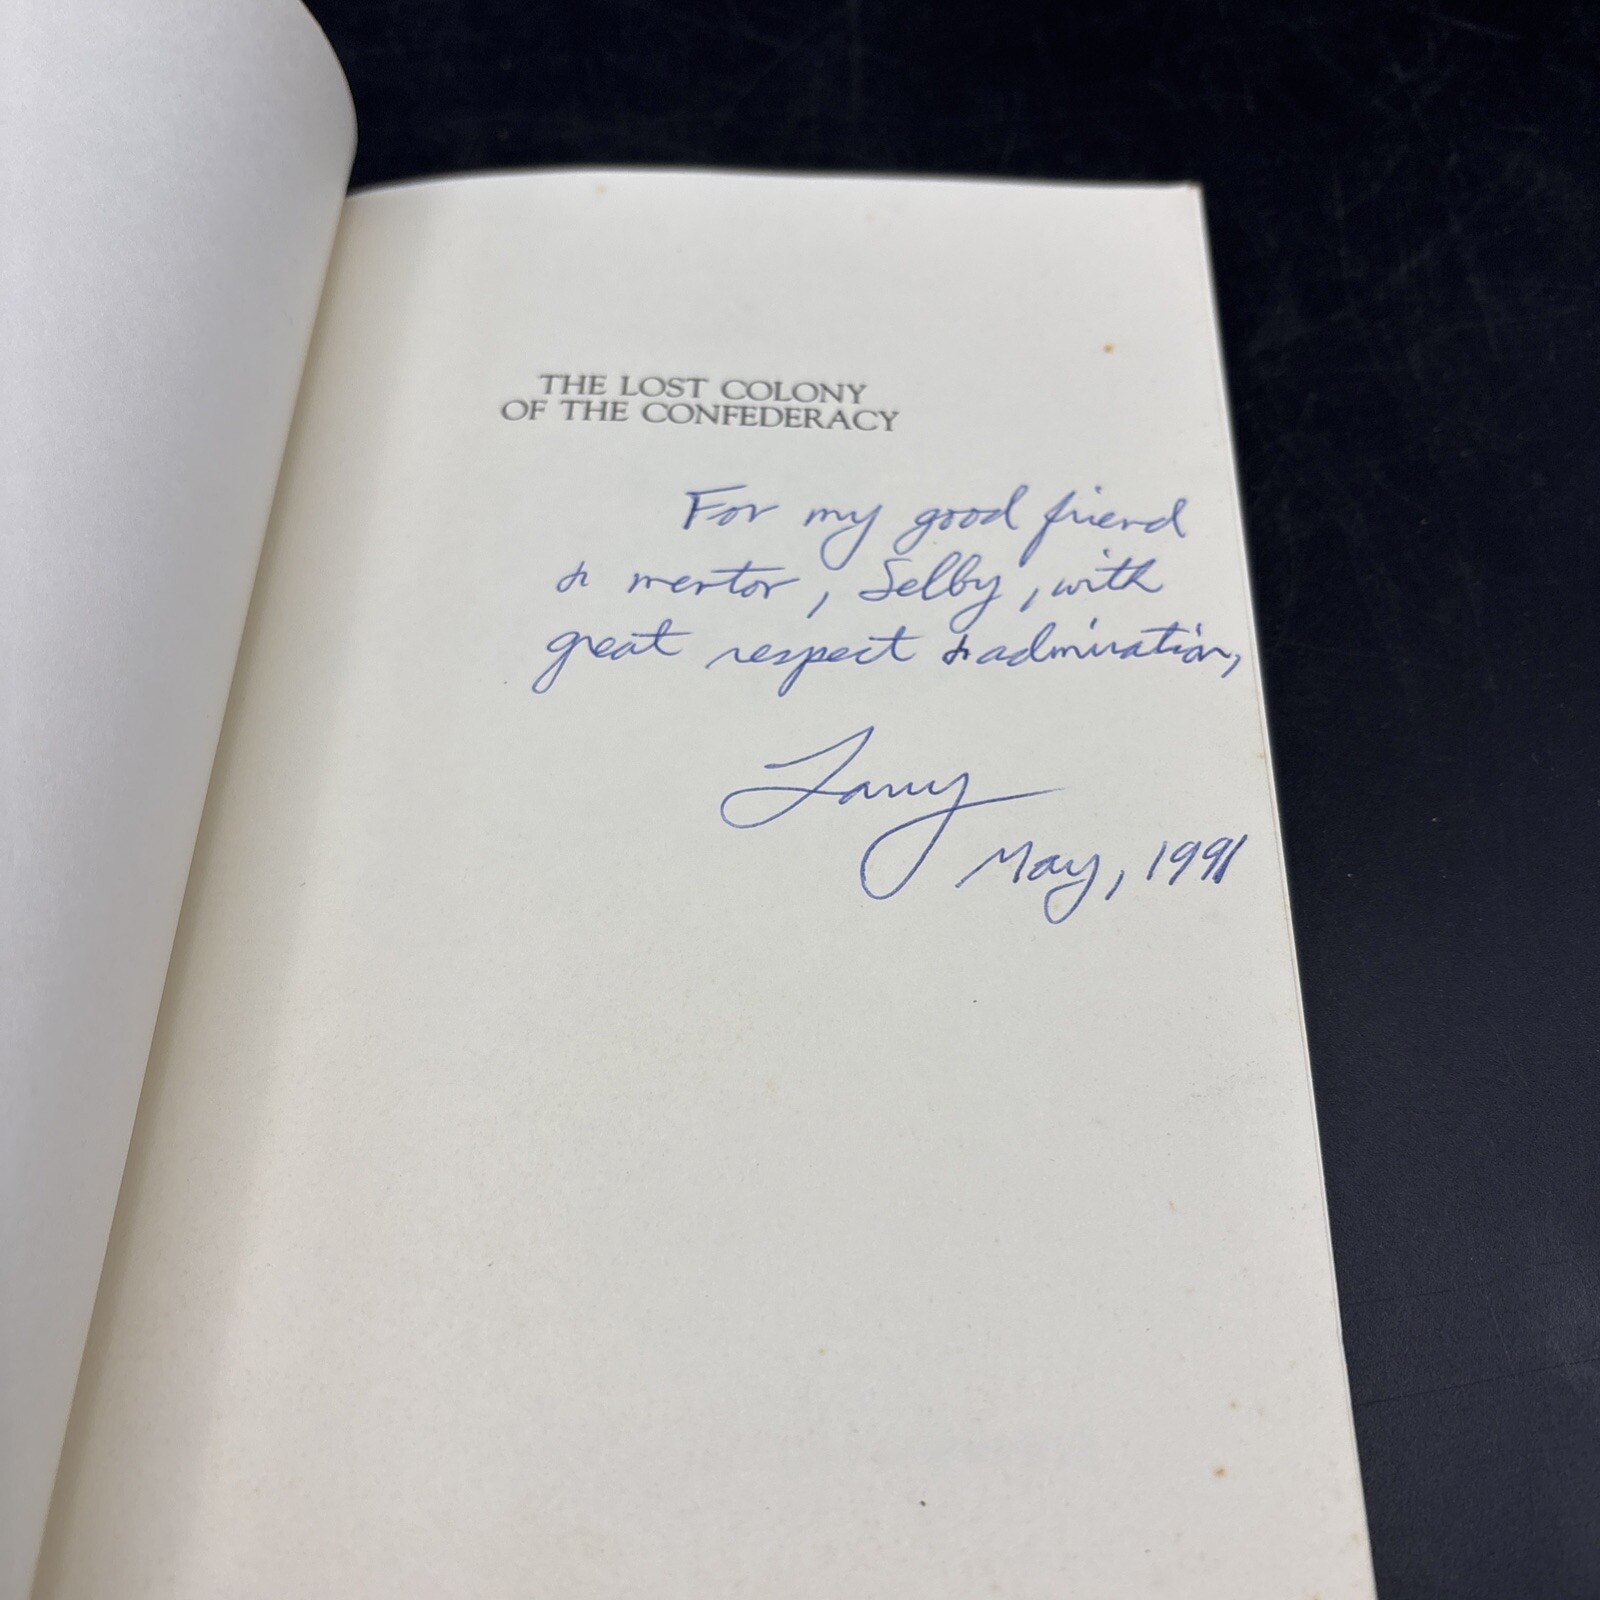 THE LOST COLONY
OF THE CONFEDERACY
For my good friend
& mentor, Selby, with
great respect & admiration,
Larry
May, 1991